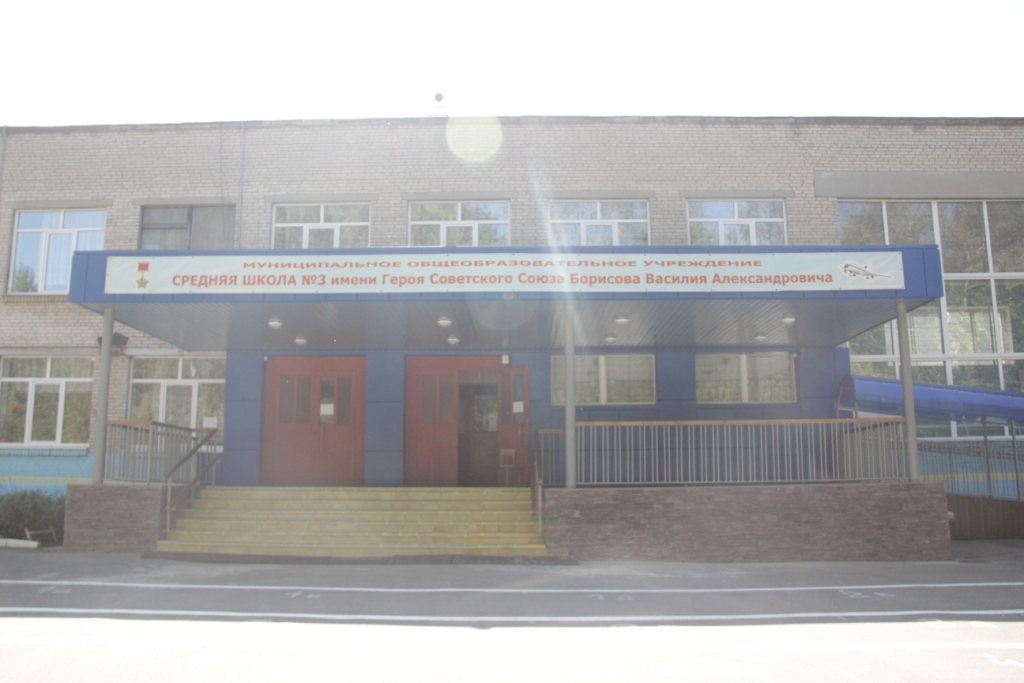 МУНИЦИПАЛЬНОЕ ОБЩЕОБРАЗОВАТЕЛЬНОЕ УЧРЕЖДЕНИЕ
СРЕДНЯЯ ШКОЛА №3 имени Героя Советского Союза Борисова Василия Александровича